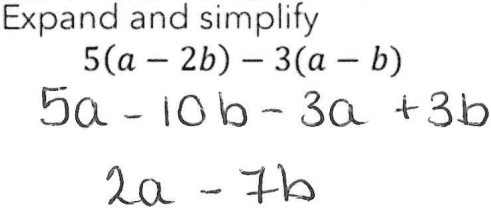 Expand and simplify
5(a − 2b) − 3(a − b)
5a - 10b - 3a + 3b
2a - 7b